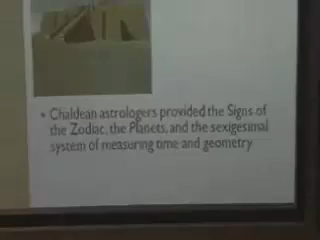 • Chaldean astrologers provided the Signs of
the Zodiac, the Planets, and the sexigesimal
system of measuring time and geometry